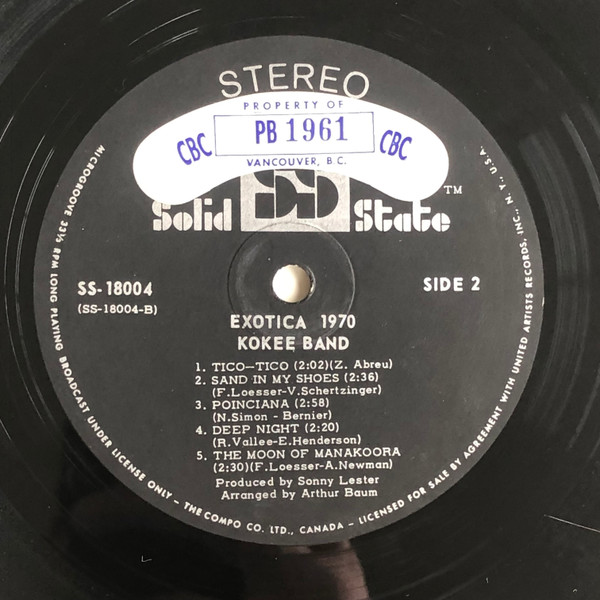 STEREO
PROPERTY OF
CBC PB 1961 CBC
VANCOUVER, B.C.
Solid State ™
SS-18004
(SS-18004-B)
SIDE 2
EXOTICA 1970
KOKEE BAND
1. TICO—TICO (2:02)(Z. Abreu)
2. SAND IN MY SHOES (2:36)
(F. Loesser-V. Schertzinger)
3. POINCIANA (2:58)
(N. Simon - Bernier)
4. DEEP NIGHT (2:20)
(R. Vallee-E. Henderson)
5. THE MOON OF MANAKOORA
(2:30)(F. Loesser-A. Newman)
Produced by Sonny Lester
Arranged by Arthur Baum
MICROGROOVE 33⅓ RPM LONG PLAYING BROADCAST UNDER LICENSE ONLY - THE COMPO CO. LTD., CANADA - LICENSED FOR SALE BY AGREEMENT WITH UNITED ARTISTS RECORDS, INC., N. Y., U.S.A.